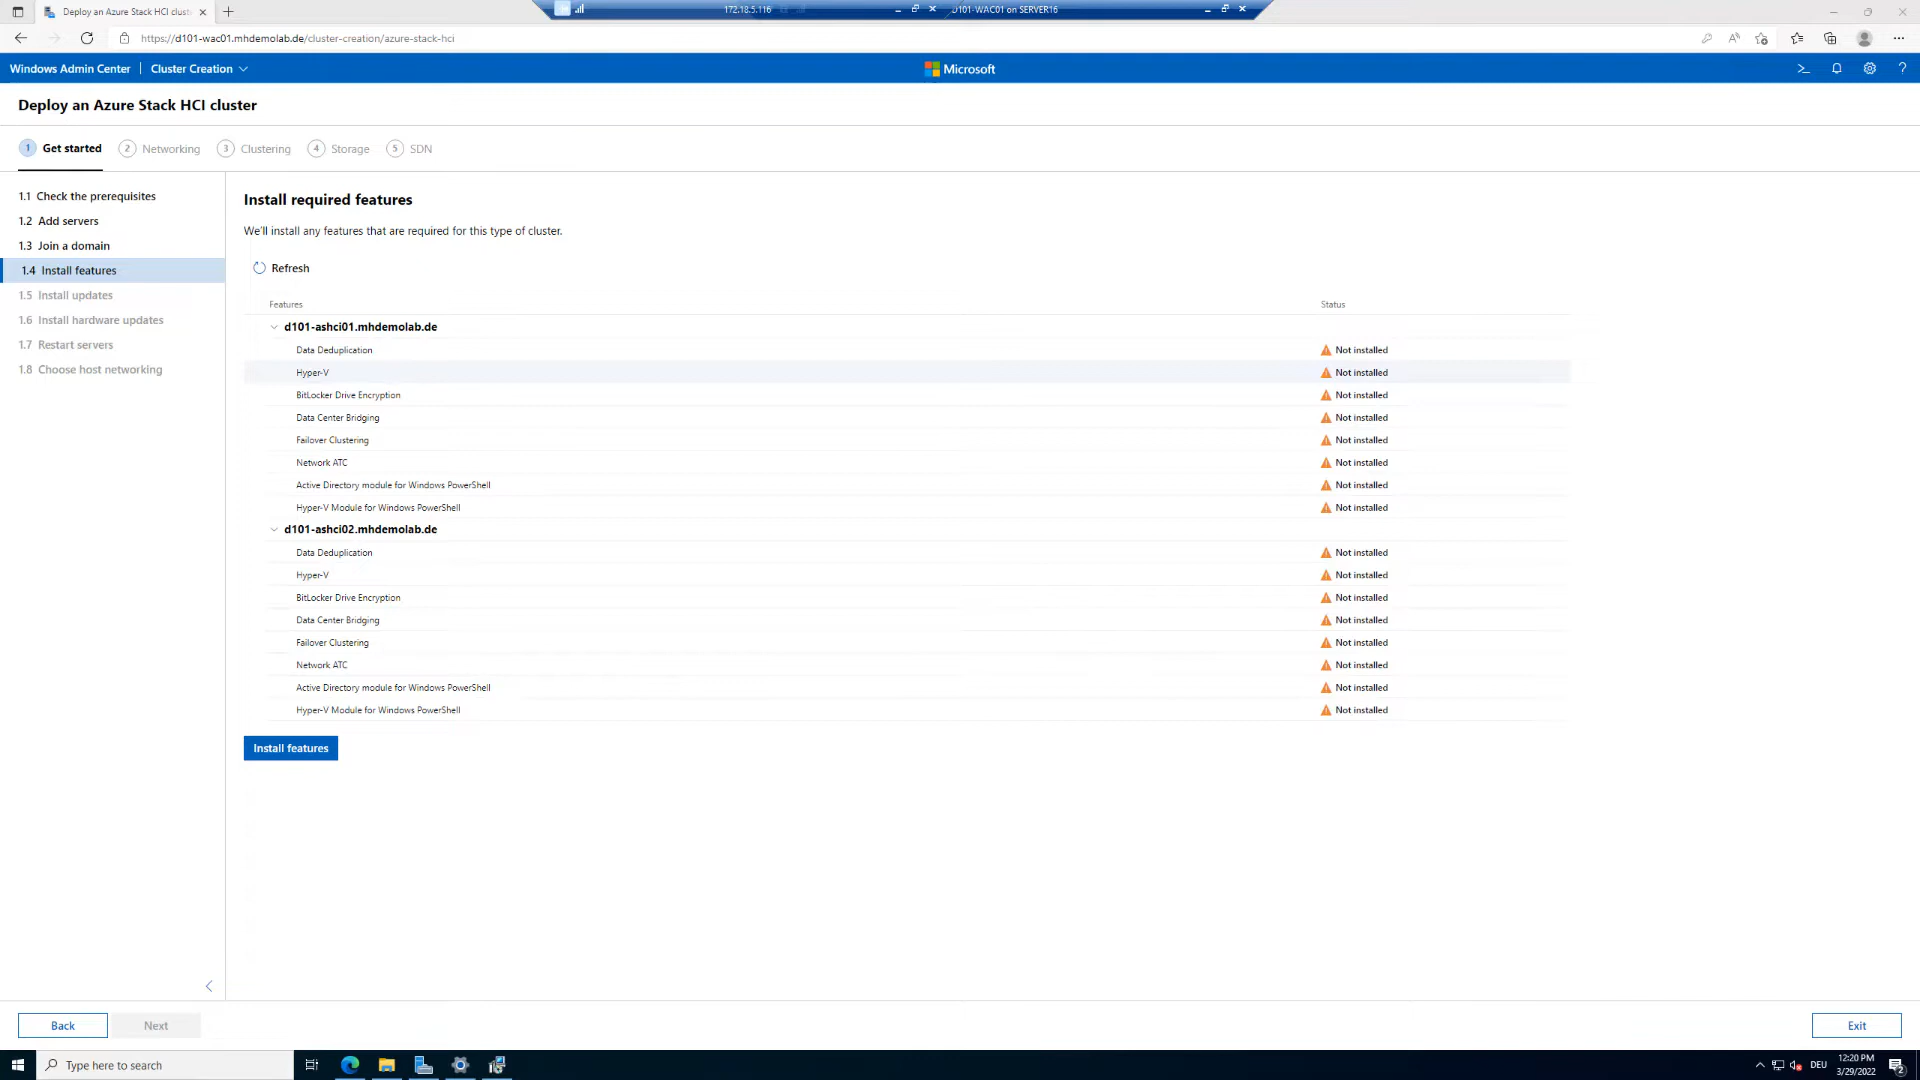 Deploy an Azure Stack HCI clust
172.18.5.116
D101-WAC01 on SERVER16
https://d101-wac01.mhdemolab.de/cluster-creation/azure-stack-hci
Windows Admin Center
Cluster Creation
Microsoft
?
Deploy an Azure Stack HCI cluster
1 Get started
2 Networking
3 Clustering
4 Storage
5 SDN
1.1 Check the prerequisites
1.2 Add servers
1.3 Join a domain
1.4 Install features
1.5 Install updates
1.6 Install hardware updates
1.7 Restart servers
1.8 Choose host networking
Install required features
We'll install any features that are required for this type of cluster.
Refresh
Features Status
d101-ashci01.mhdemolab.de
Data Deduplication Not installed
Hyper-V Not installed
BitLocker Drive Encryption Not installed
Data Center Bridging Not installed
Failover Clustering Not installed
Network ATC Not installed
Active Directory module for Windows PowerShell Not installed
Hyper-V Module for Windows PowerShell Not installed
d101-ashci02.mhdemolab.de
Data Deduplication Not installed
Hyper-V Not installed
BitLocker Drive Encryption Not installed
Data Center Bridging Not installed
Failover Clustering Not installed
Network ATC Not installed
Active Directory module for Windows PowerShell Not installed
Hyper-V Module for Windows PowerShell Not installed
Install features
Back
Next
Exit
Type here to search
DEU
12:20 PM
3/29/2022
2